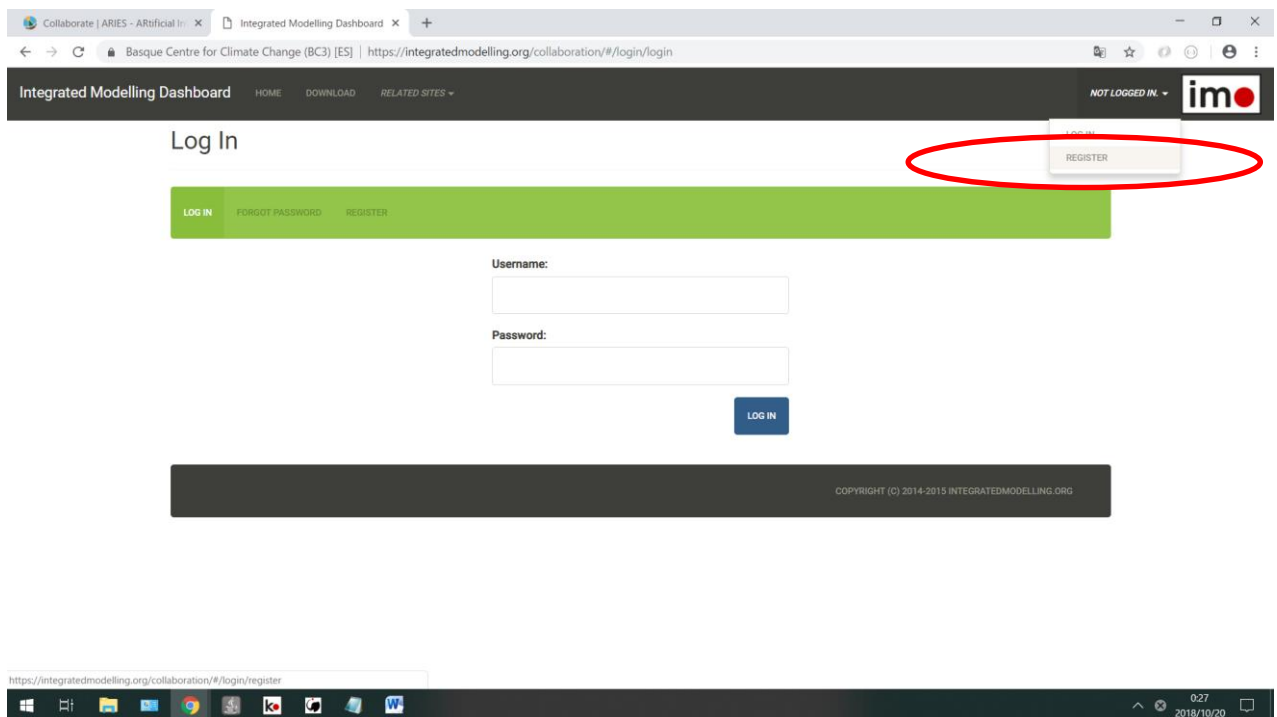 Collaborate | ARIES - ARtificial In
Integrated Modelling Dashboard
Basque Centre for Climate Change (BC3) [ES] | https://integratedmodelling.org/collaboration/#/login/login
Integrated Modelling Dashboard HOME DOWNLOAD RELATED SITES
NOT LOGGED IN.
imo
LOG IN
REGISTER
Log In
LOG IN FORGOT PASSWORD REGISTER
Username:
Password:
LOG IN
COPYRIGHT (C) 2014-2015 INTEGRATEDMODELLING.ORG
https://integratedmodelling.org/collaboration/#/login/register
0:27
2018/10/20